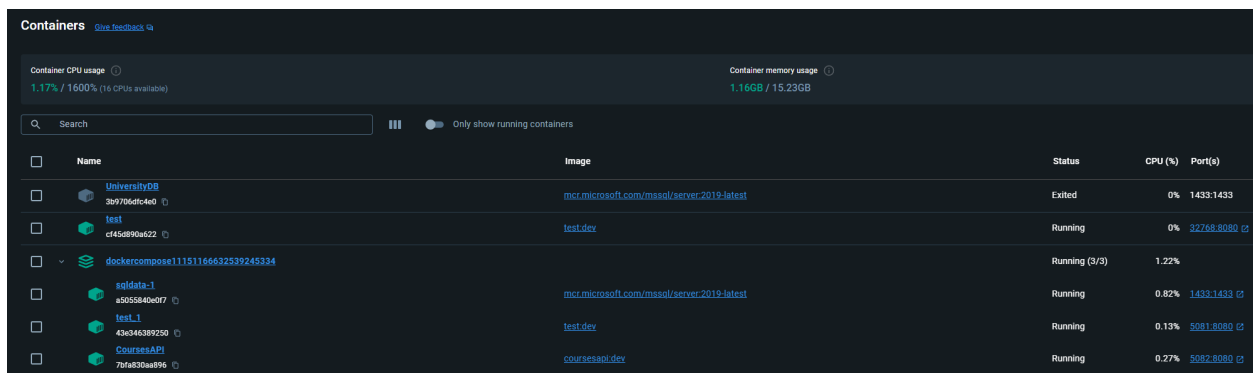 Containers Give feedback
Container CPU usage
1.17% / 1600% (16 CPUs available)
Container memory usage
1.16GB / 15.23GB
Search
Only show running containers
Name Image Status CPU (%) Port(s)
UniversityDB
3b9706dfc4e0
mcr.microsoft.com/mssql/server:2019-latest Exited 0% 1433:1433
test
cf45d890a622
test:dev Running 0% 32768:8080
dockercompose11151166632539245334 Running (3/3) 1.22%
sqldata-1
a5055840e0f7
mcr.microsoft.com/mssql/server:2019-latest Running 0.82% 1433:1433
test_1
43e346389250
test:dev Running 0.13% 5081:8080
CoursesAPI
7bfa830aa896
coursesapi:dev Running 0.27% 5082:8080